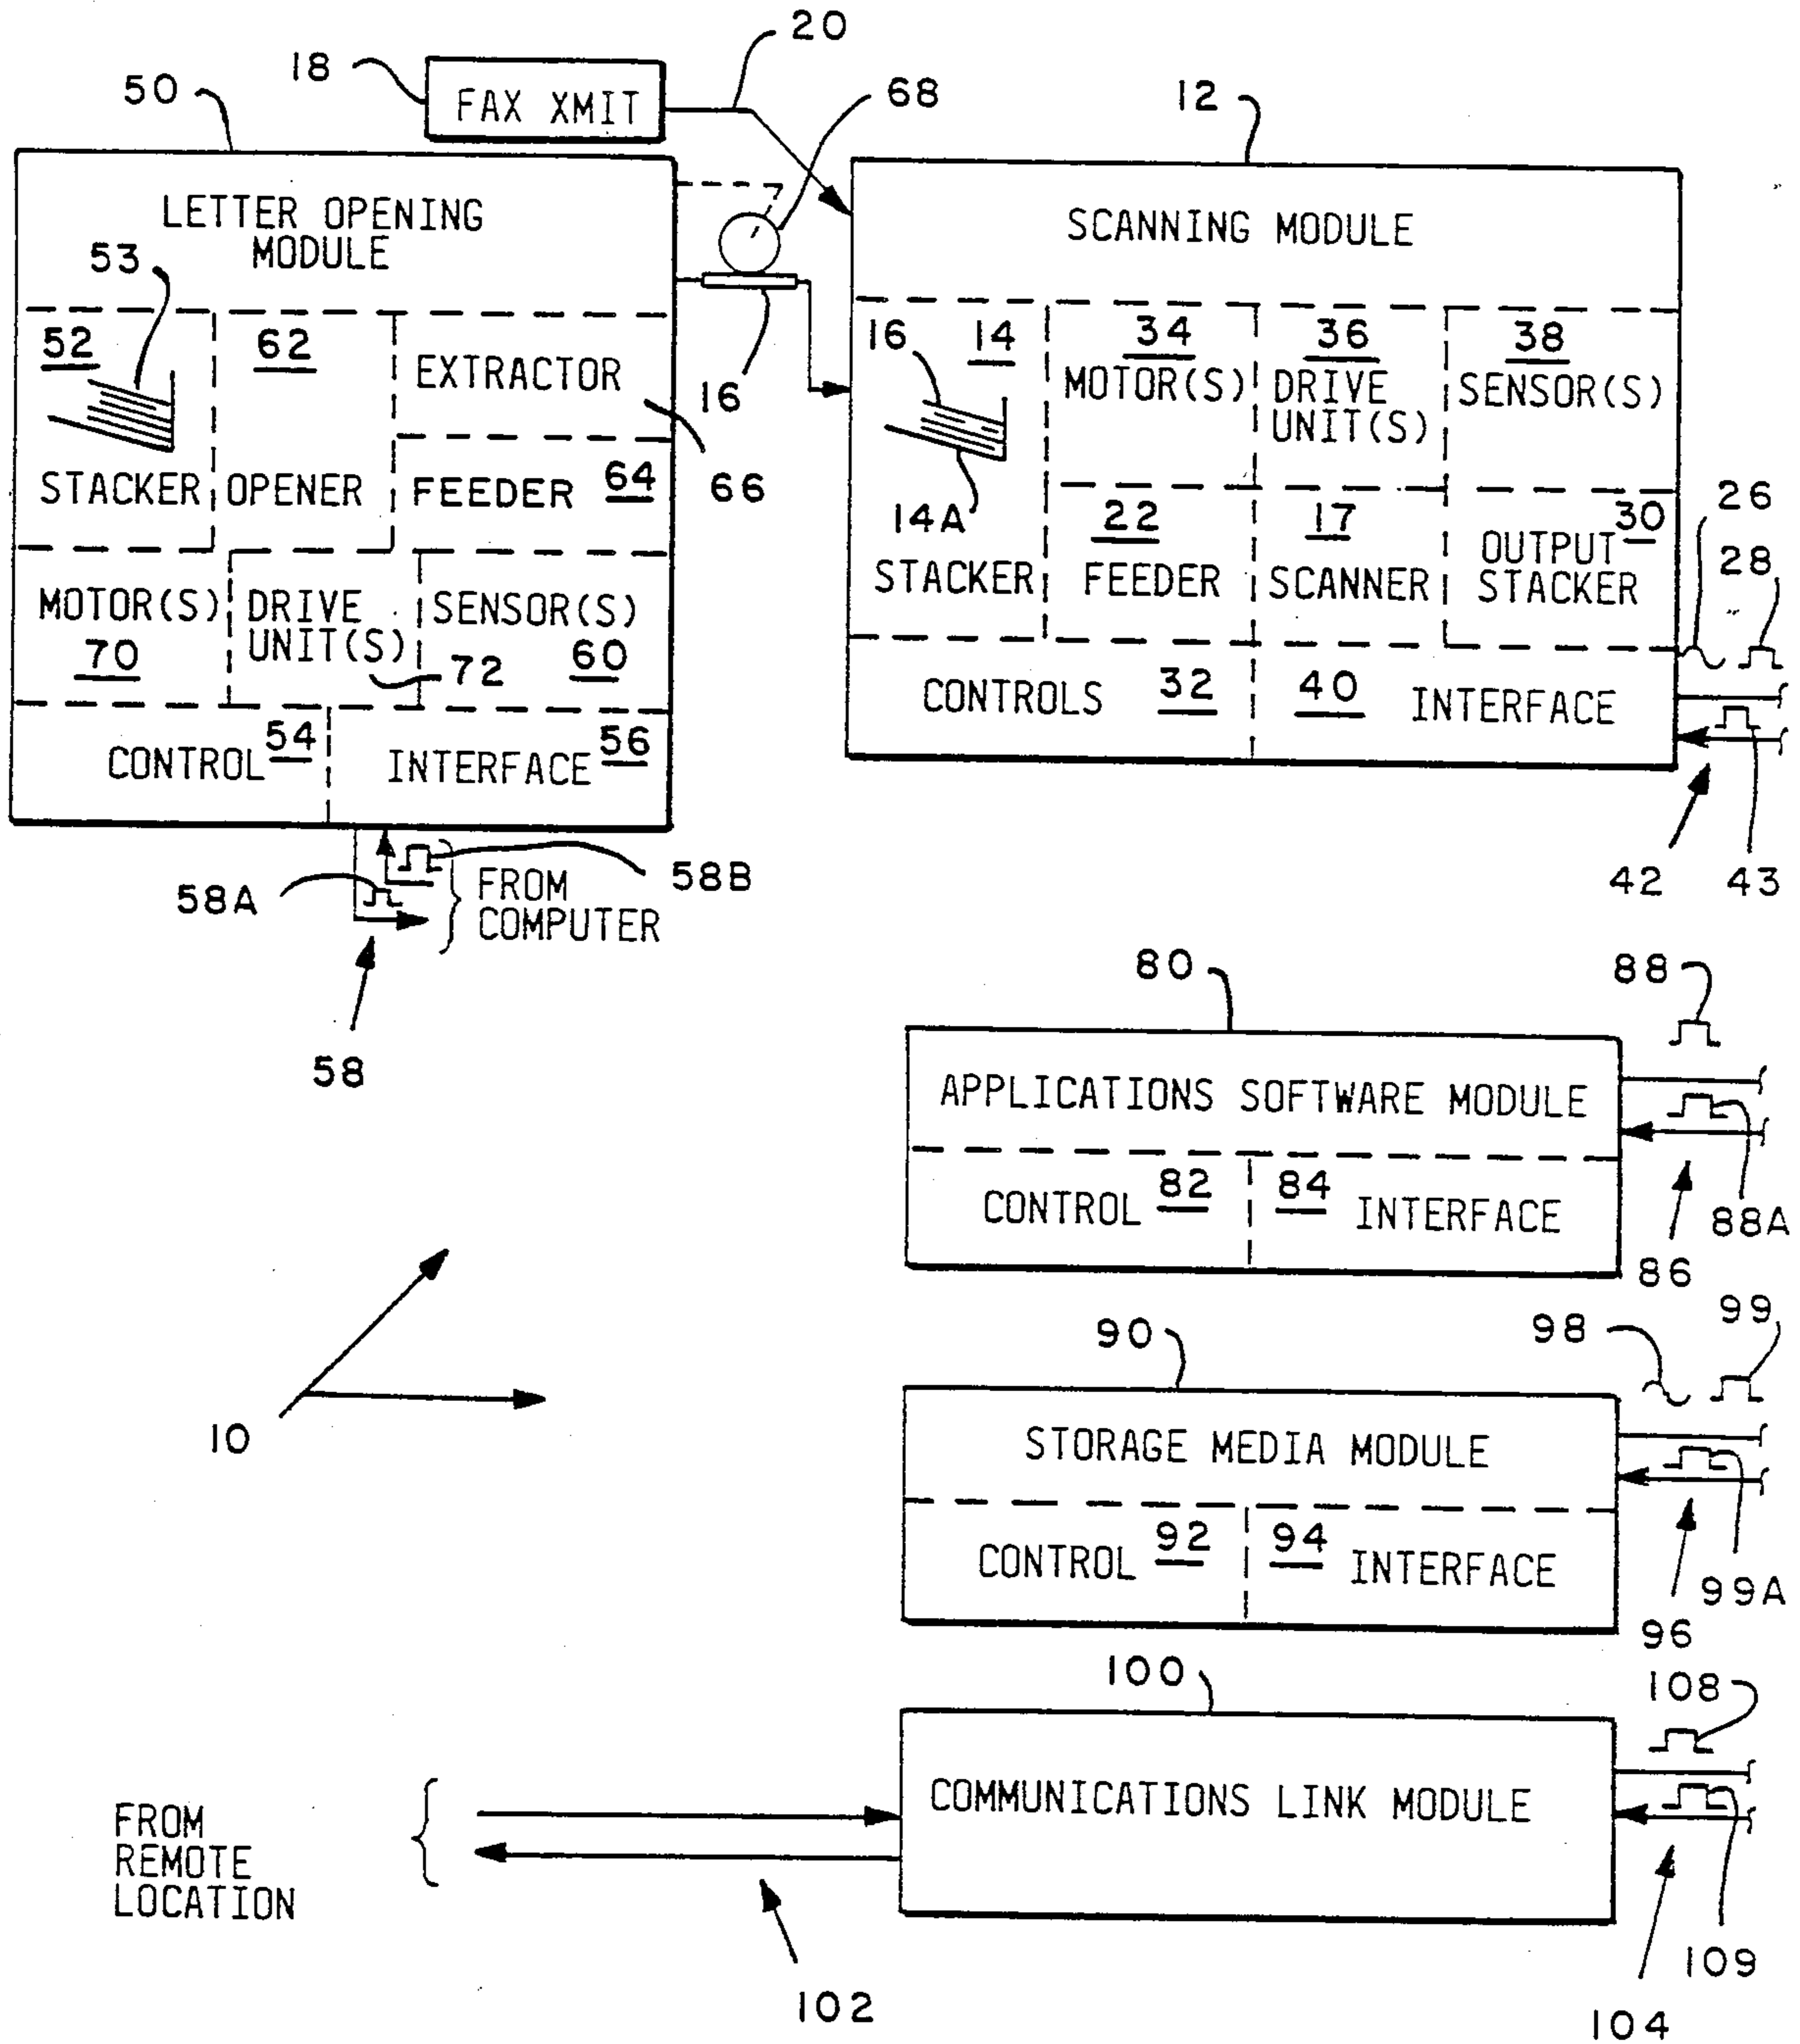 20
18
FAX XMIT
50
68
12
LETTER OPENING
MODULE
53
SCANNING MODULE
52
62
EXTRACTOR
16
16
14
34
MOTOR(S)
36
DRIVE
UNIT(S)
38
SENSOR(S)
STACKER
OPENER
FEEDER 64
66
14A
STACKER
22
FEEDER
17
SCANNER
30
OUTPUT
STACKER
26
28
MOTOR(S)
70
DRIVE
UNIT(S)
72
SENSOR(S)
60
CONTROLS 32
40 INTERFACE
CONTROL 54
INTERFACE 56
42
43
58A
58B
FROM
COMPUTER
58
80
88
APPLICATIONS SOFTWARE MODULE
CONTROL 82
84 INTERFACE
88A
86
10
90
98
99
STORAGE MEDIA MODULE
CONTROL 92
94 INTERFACE
99A
96
100
108
COMMUNICATIONS LINK MODULE
FROM
REMOTE
LOCATION
102
109
104